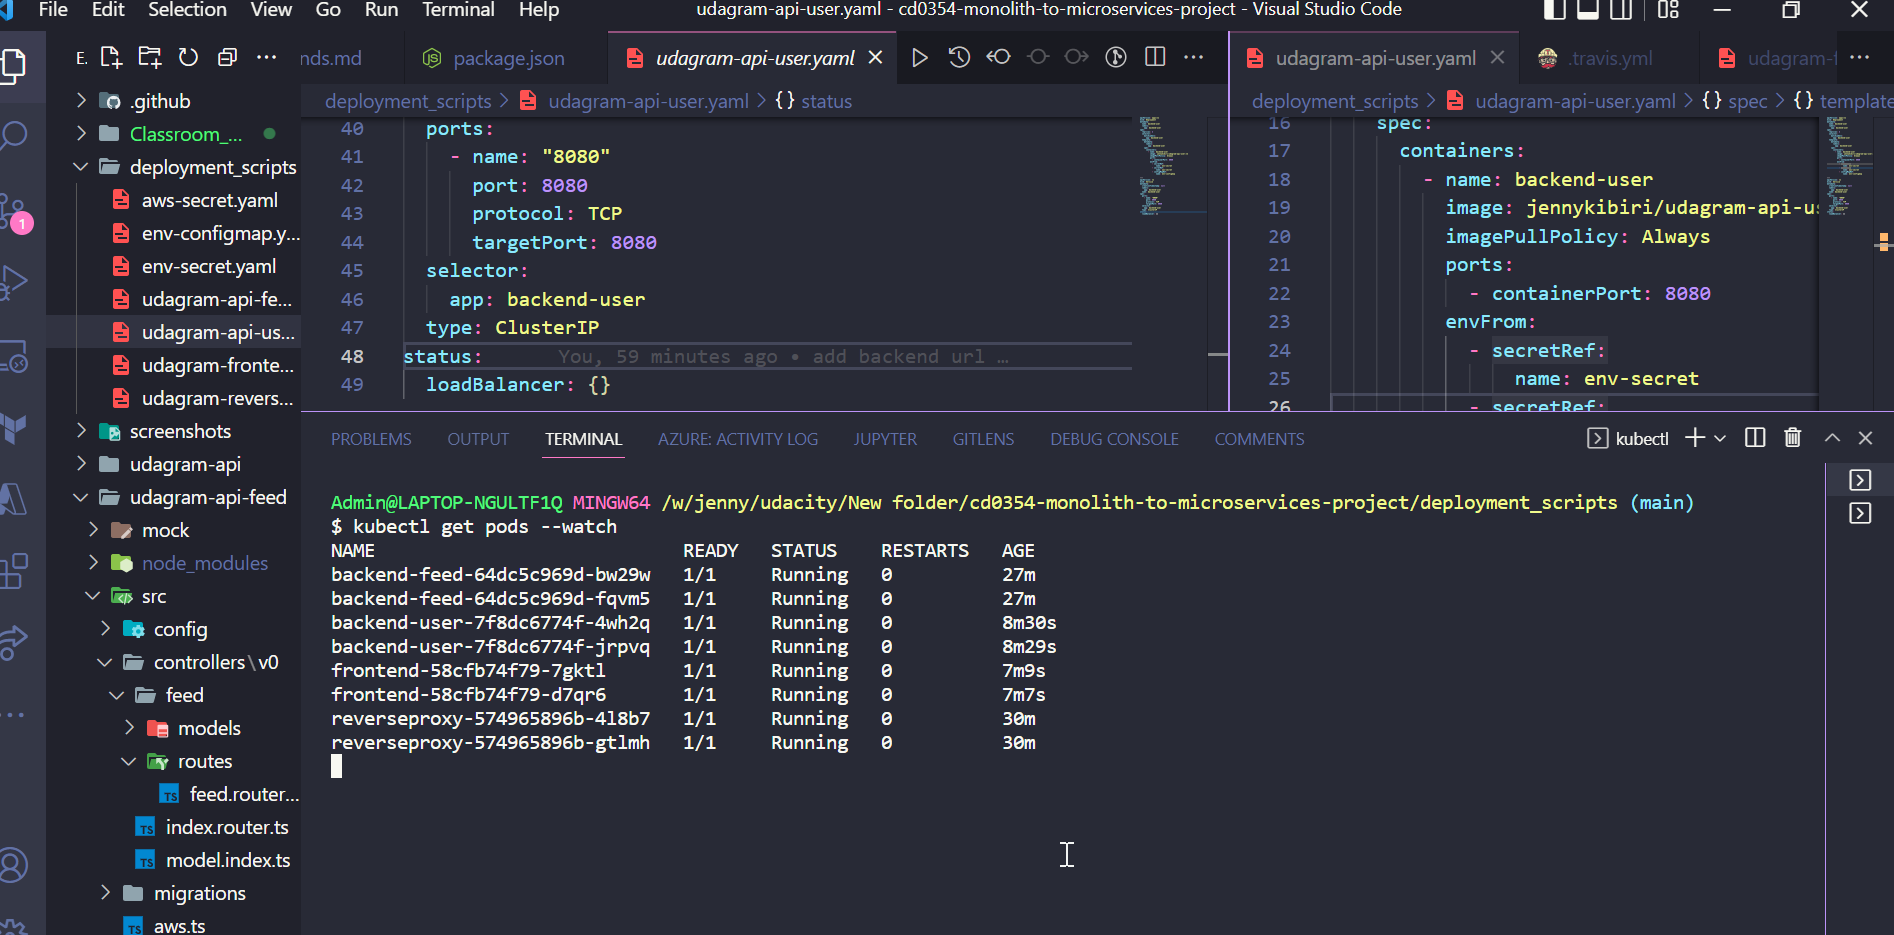 File Edit Selection View Go Run Terminal Help
udagram-api-user.yaml - cd0354-monolith-to-microservices-project - Visual Studio Code
E.
nds.md
package.json
udagram-api-user.yaml
udagram-api-user.yaml
.travis.yml
udagram-
.github
Classroom_...
deployment_scripts
aws-secret.yaml
env-configmap.y...
env-secret.yaml
udagram-api-fe...
udagram-api-us...
udagram-fronte...
udagram-revers...
screenshots
udagram-api
udagram-api-feed
mock
node_modules
src
config
controllers\v0
feed
models
routes
TS feed.router...
TS index.router.ts
TS model.index.ts
migrations
TS aws.ts
1
deployment_scripts > udagram-api-user.yaml > {} status
40 ports:
41 - name: "8080"
42 port: 8080
43 protocol: TCP
44 targetPort: 8080
45 selector:
46 app: backend-user
47 type: ClusterIP
48 status: You, 59 minutes ago • add backend url …
49 loadBalancer: {}
deployment_scripts > udagram-api-user.yaml > {} spec > {} template
16 spec:
17 containers:
18 - name: backend-user
19 image: jennykibiri/udagram-api-us
20 imagePullPolicy: Always
21 ports:
22 - containerPort: 8080
23 envFrom:
24 - secretRef:
25 name: env-secret
26 - secretRef:
PROBLEMS OUTPUT TERMINAL AZURE: ACTIVITY LOG JUPYTER GITLENS DEBUG CONSOLE COMMENTS
kubectl
Admin@LAPTOP-NGULTF1Q MINGW64 /w/jenny/udacity/New folder/cd0354-monolith-to-microservices-project/deployment_scripts (main)
$ kubectl get pods --watch
NAME READY STATUS RESTARTS AGE
backend-feed-64dc5c969d-bw29w 1/1 Running 0 27m
backend-feed-64dc5c969d-fqvm5 1/1 Running 0 27m
backend-user-7f8dc6774f-4wh2q 1/1 Running 0 8m30s
backend-user-7f8dc6774f-jrpvq 1/1 Running 0 8m29s
frontend-58cfb74f79-7gktl 1/1 Running 0 7m9s
frontend-58cfb74f79-d7qr6 1/1 Running 0 7m7s
reverseproxy-574965896b-4l8b7 1/1 Running 0 30m
reverseproxy-574965896b-gtlmh 1/1 Running 0 30m